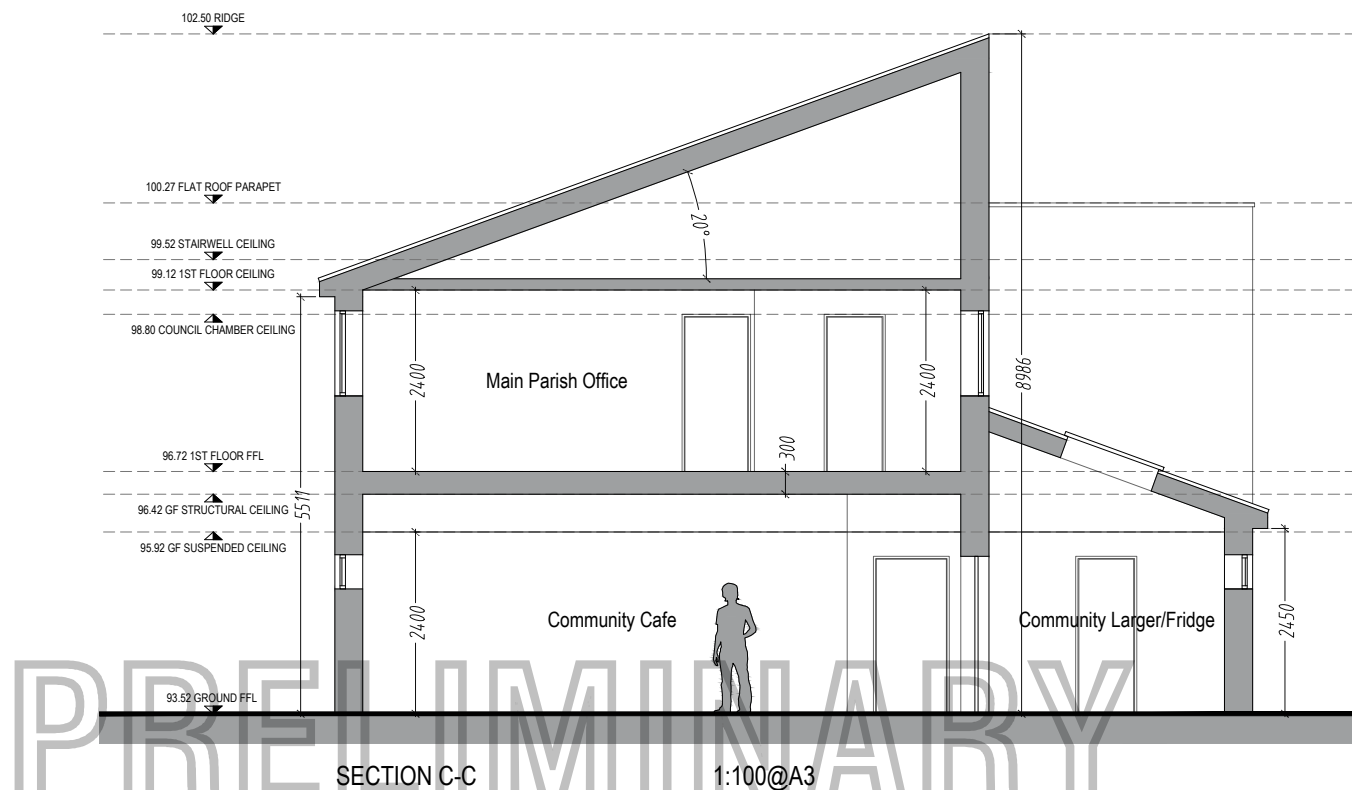 102.50 RIDGE
100.27 FLAT ROOF PARAPET
20°
99.52 STAIRWELL CEILING
99.12 1ST FLOOR CEILING
98.80 COUNCIL CHAMBER CEILING
2400
Main Parish Office
2400
8986
300
96.72 1ST FLOOR FFL
5511
96.42 GF STRUCTURAL CEILING
95.92 GF SUSPENDED CEILING
2400
Community Cafe
Community Larger/Fridge
2450
93.52 GROUND FFL
PRELIMINARY
SECTION C-C
1:100@A3